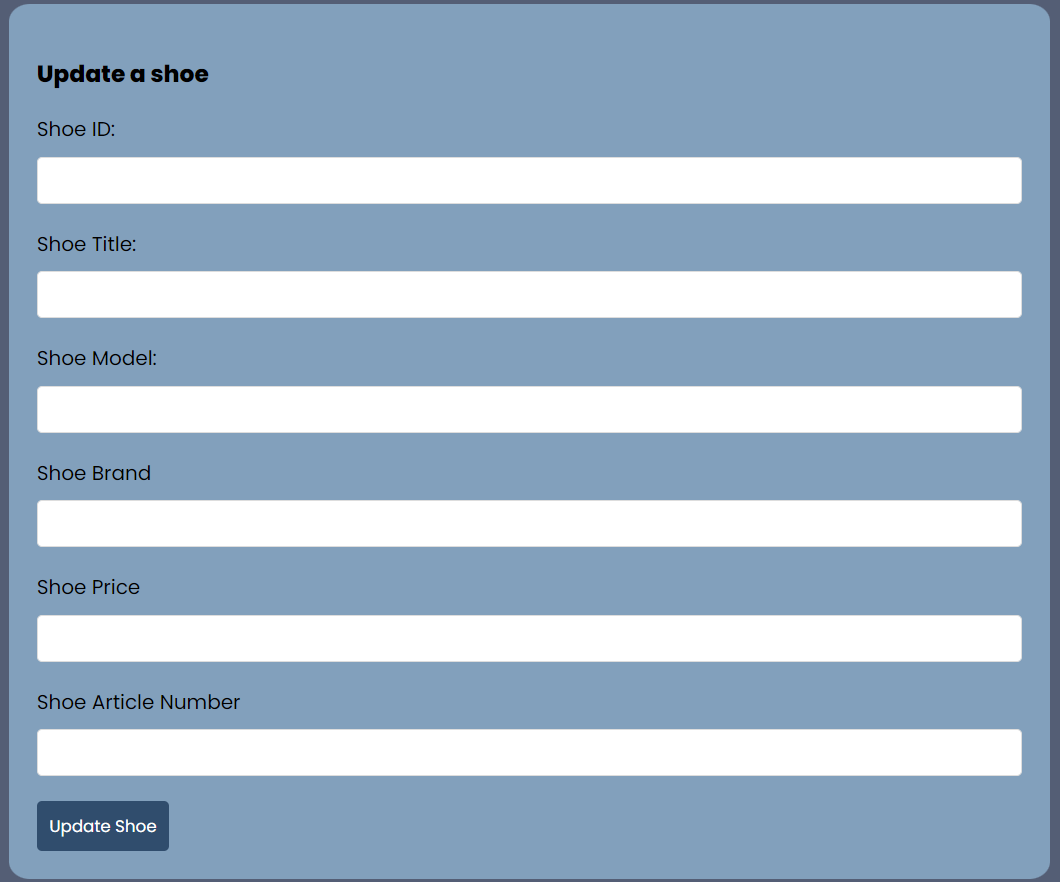 Update a shoe
Shoe ID:
Shoe Title:
Shoe Model:
Shoe Brand
Shoe Price
Shoe Article Number
Update Shoe